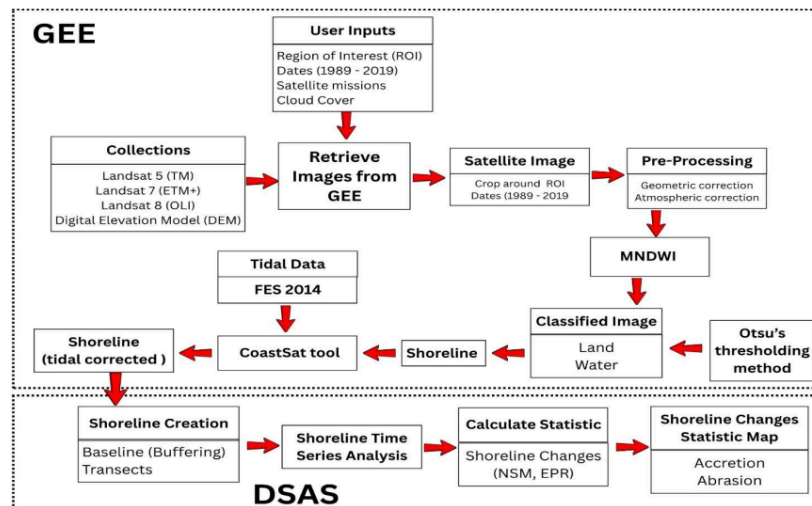 GEE
User Inputs
Region of Interest (ROI)
Dates (1989 - 2019)
Satellite missions
Cloud Cover
Collections
Landsat 5 (TM)
Landsat 7 (ETM+)
Landsat 8 (OLI)
Digital Elevation Model (DEM)
Retrieve
Images from
GEE
Satellite Image
Crop around ROI
Dates (1989 - 2019
Pre-Processing
Geometric correction
Atmospheric correction
MNDWI
Tidal Data
FES 2014
Classified Image
Land
Water
Otsu's
thresholding
method
Shoreline
CoastSat tool
Shoreline
(tidal corrected )
Shoreline Creation
Baseline (Buffering)
Transects
Shoreline Time
Series Analysis
Calculate Statistic
Shoreline Changes
(NSM, EPR)
Shoreline Changes
Statistic Map
Accretion
Abrasion
DSAS